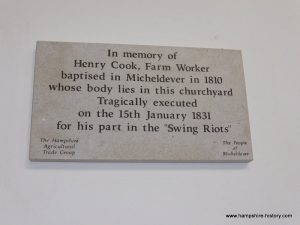 In memory of
Henry Cook, Farm Worker
baptised in Micheldever in 1810
whose body lies in this churchyard
Tragically executed
on the 15th January 1831
for his part in the "Swing Riots"
The Hampshire
Agricultural
Trade Group
The People
of
Micheldever
www.hampshire-history.com